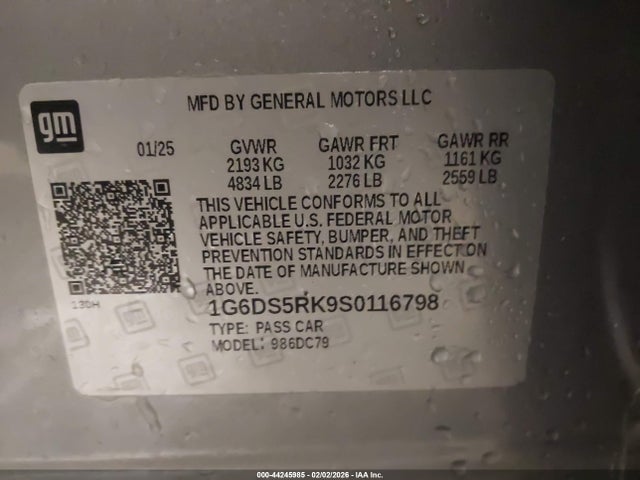 gm
MFD BY GENERAL MOTORS LLC
01/25 GVWR GAWR FRT GAWR RR
2193 KG 1032 KG 1161 KG
4834 LB 2276 LB 2559 LB
THIS VEHICLE CONFORMS TO ALL
APPLICABLE U.S. FEDERAL MOTOR
VEHICLE SAFETY, BUMPER, AND THEFT
PREVENTION STANDARDS IN EFFECT ON
THE DATE OF MANUFACTURE SHOWN
ABOVE.
130H
1G6DS5RK9S0116798
TYPE: PASS CAR
MODEL: 986DC79
000-44245985 - 02/02/2026 - IAA Inc.